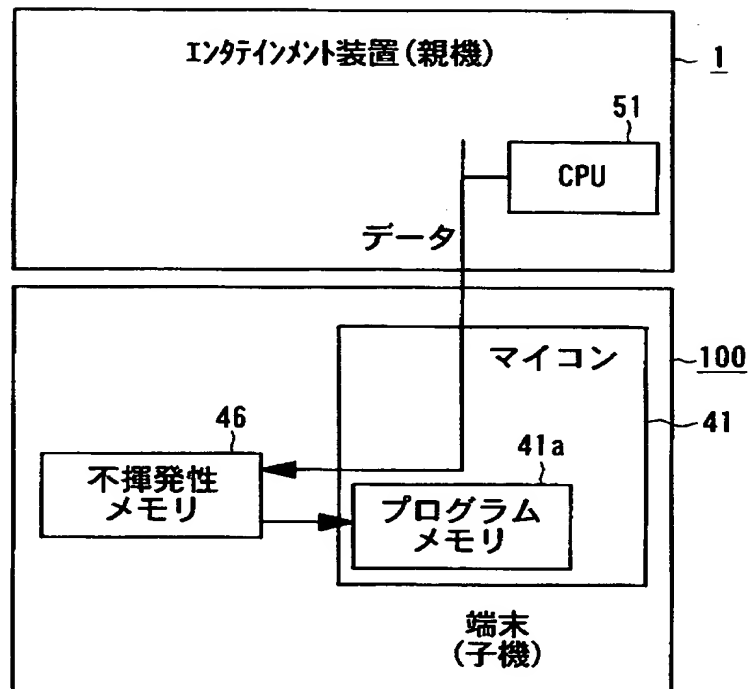 エンタテインメント装置(親機)
1
51
CPU
データ
マイコン
100
41
46
不揮発性
メモリ
41a
プログラム
メモリ
端末
(子機)